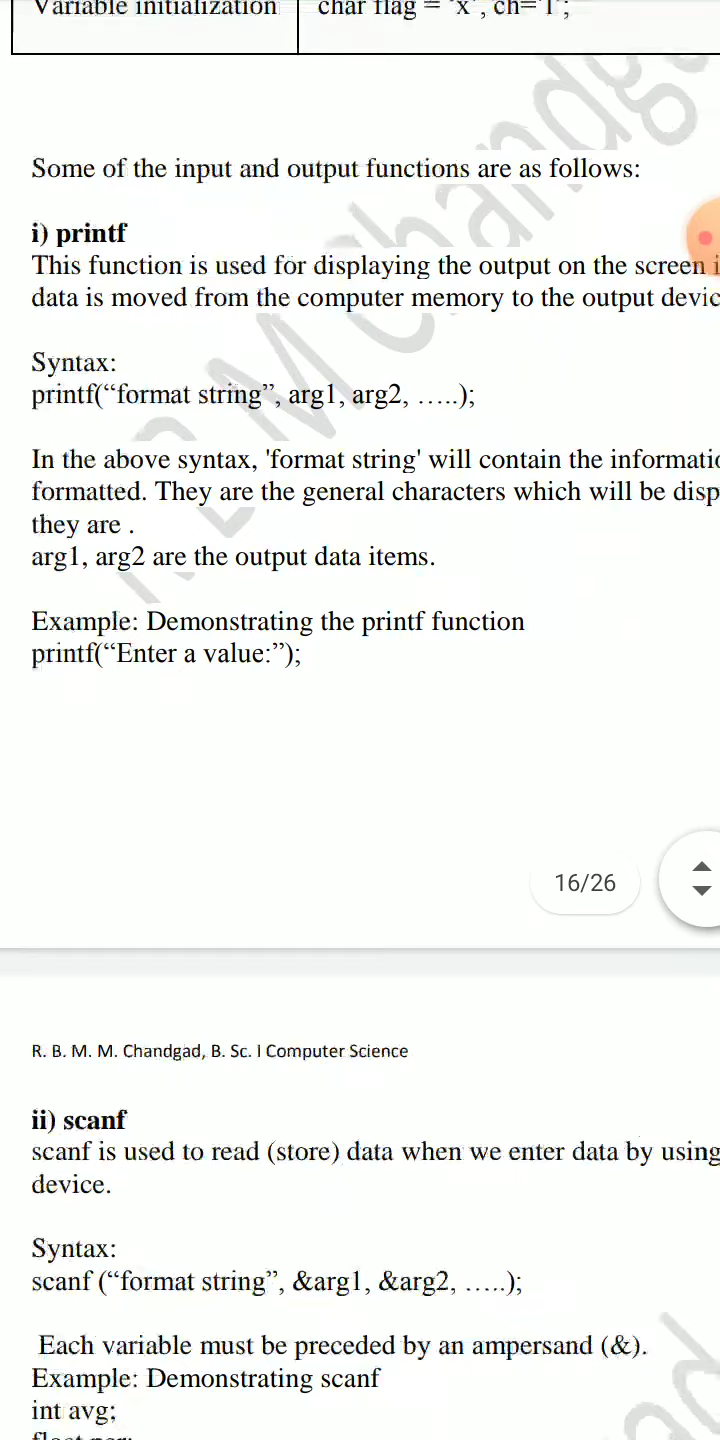 Variable initialization char flag = 'x', ch='1';
Some of the input and output functions are as follows:
i) printf
This function is used for displaying the output on the screen i
data is moved from the computer memory to the output devic
Syntax:
printf(“format string”, arg1, arg2, …..);
In the above syntax, 'format string' will contain the informatio
formatted. They are the general characters which will be disp
they are .
arg1, arg2 are the output data items.
Example: Demonstrating the printf function
printf(“Enter a value:”);
16/26
R. B. M. M. Chandgad, B. Sc. I Computer Science
ii) scanf
scanf is used to read (store) data when we enter data by using
device.
Syntax:
scanf (“format string”, &arg1, &arg2, …..);
Each variable must be preceded by an ampersand (&).
Example: Demonstrating scanf
int avg;